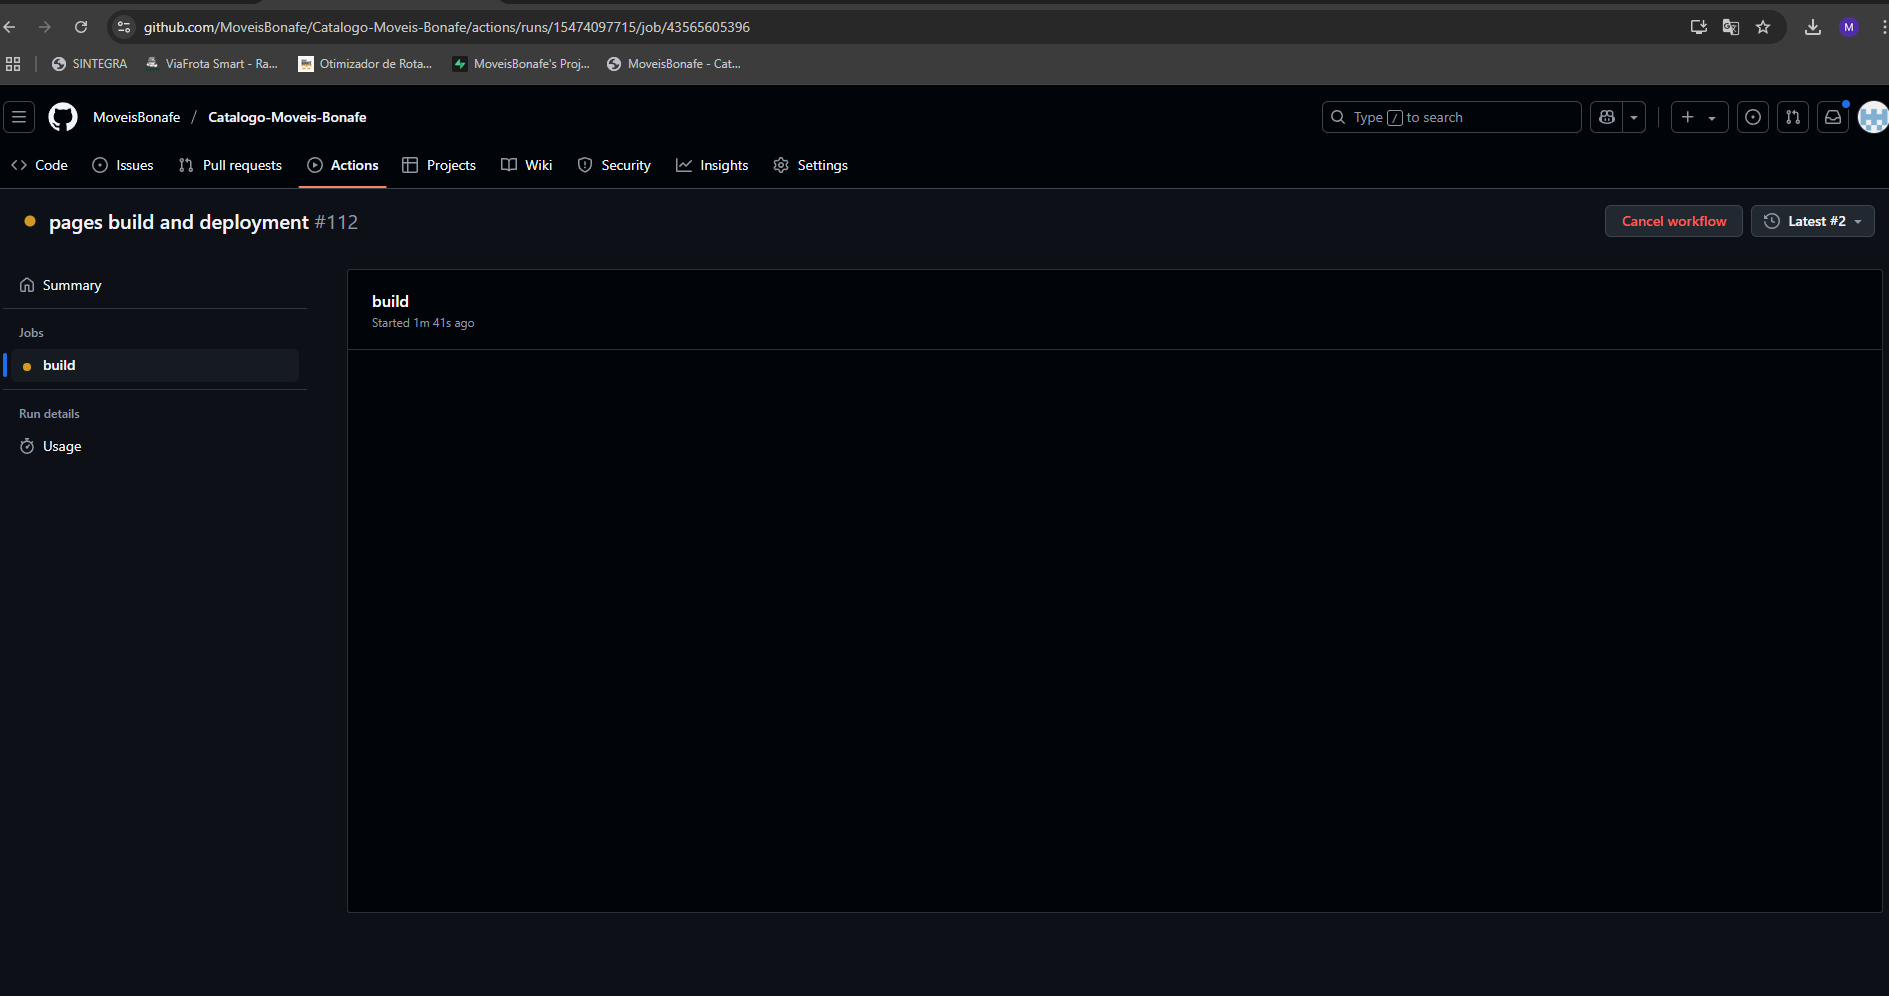 github.com/MoveisBonafe/Catalogo-Moveis-Bonafe/actions/runs/15474097715/job/43565605396
M
SINTEGRA
ViaFrota Smart - Ra...
Otimizador de Rota...
MoveisBonafe's Proj...
MoveisBonafe - Cat...
MoveisBonafe / Catalogo-Moveis-Bonafe
Type / to search
Code
Issues
Pull requests
Actions
Projects
Wiki
Security
Insights
Settings
pages build and deployment #112
Cancel workflow
Latest #2
Summary
Jobs
build
Run details
Usage
build
Started 1m 41s ago